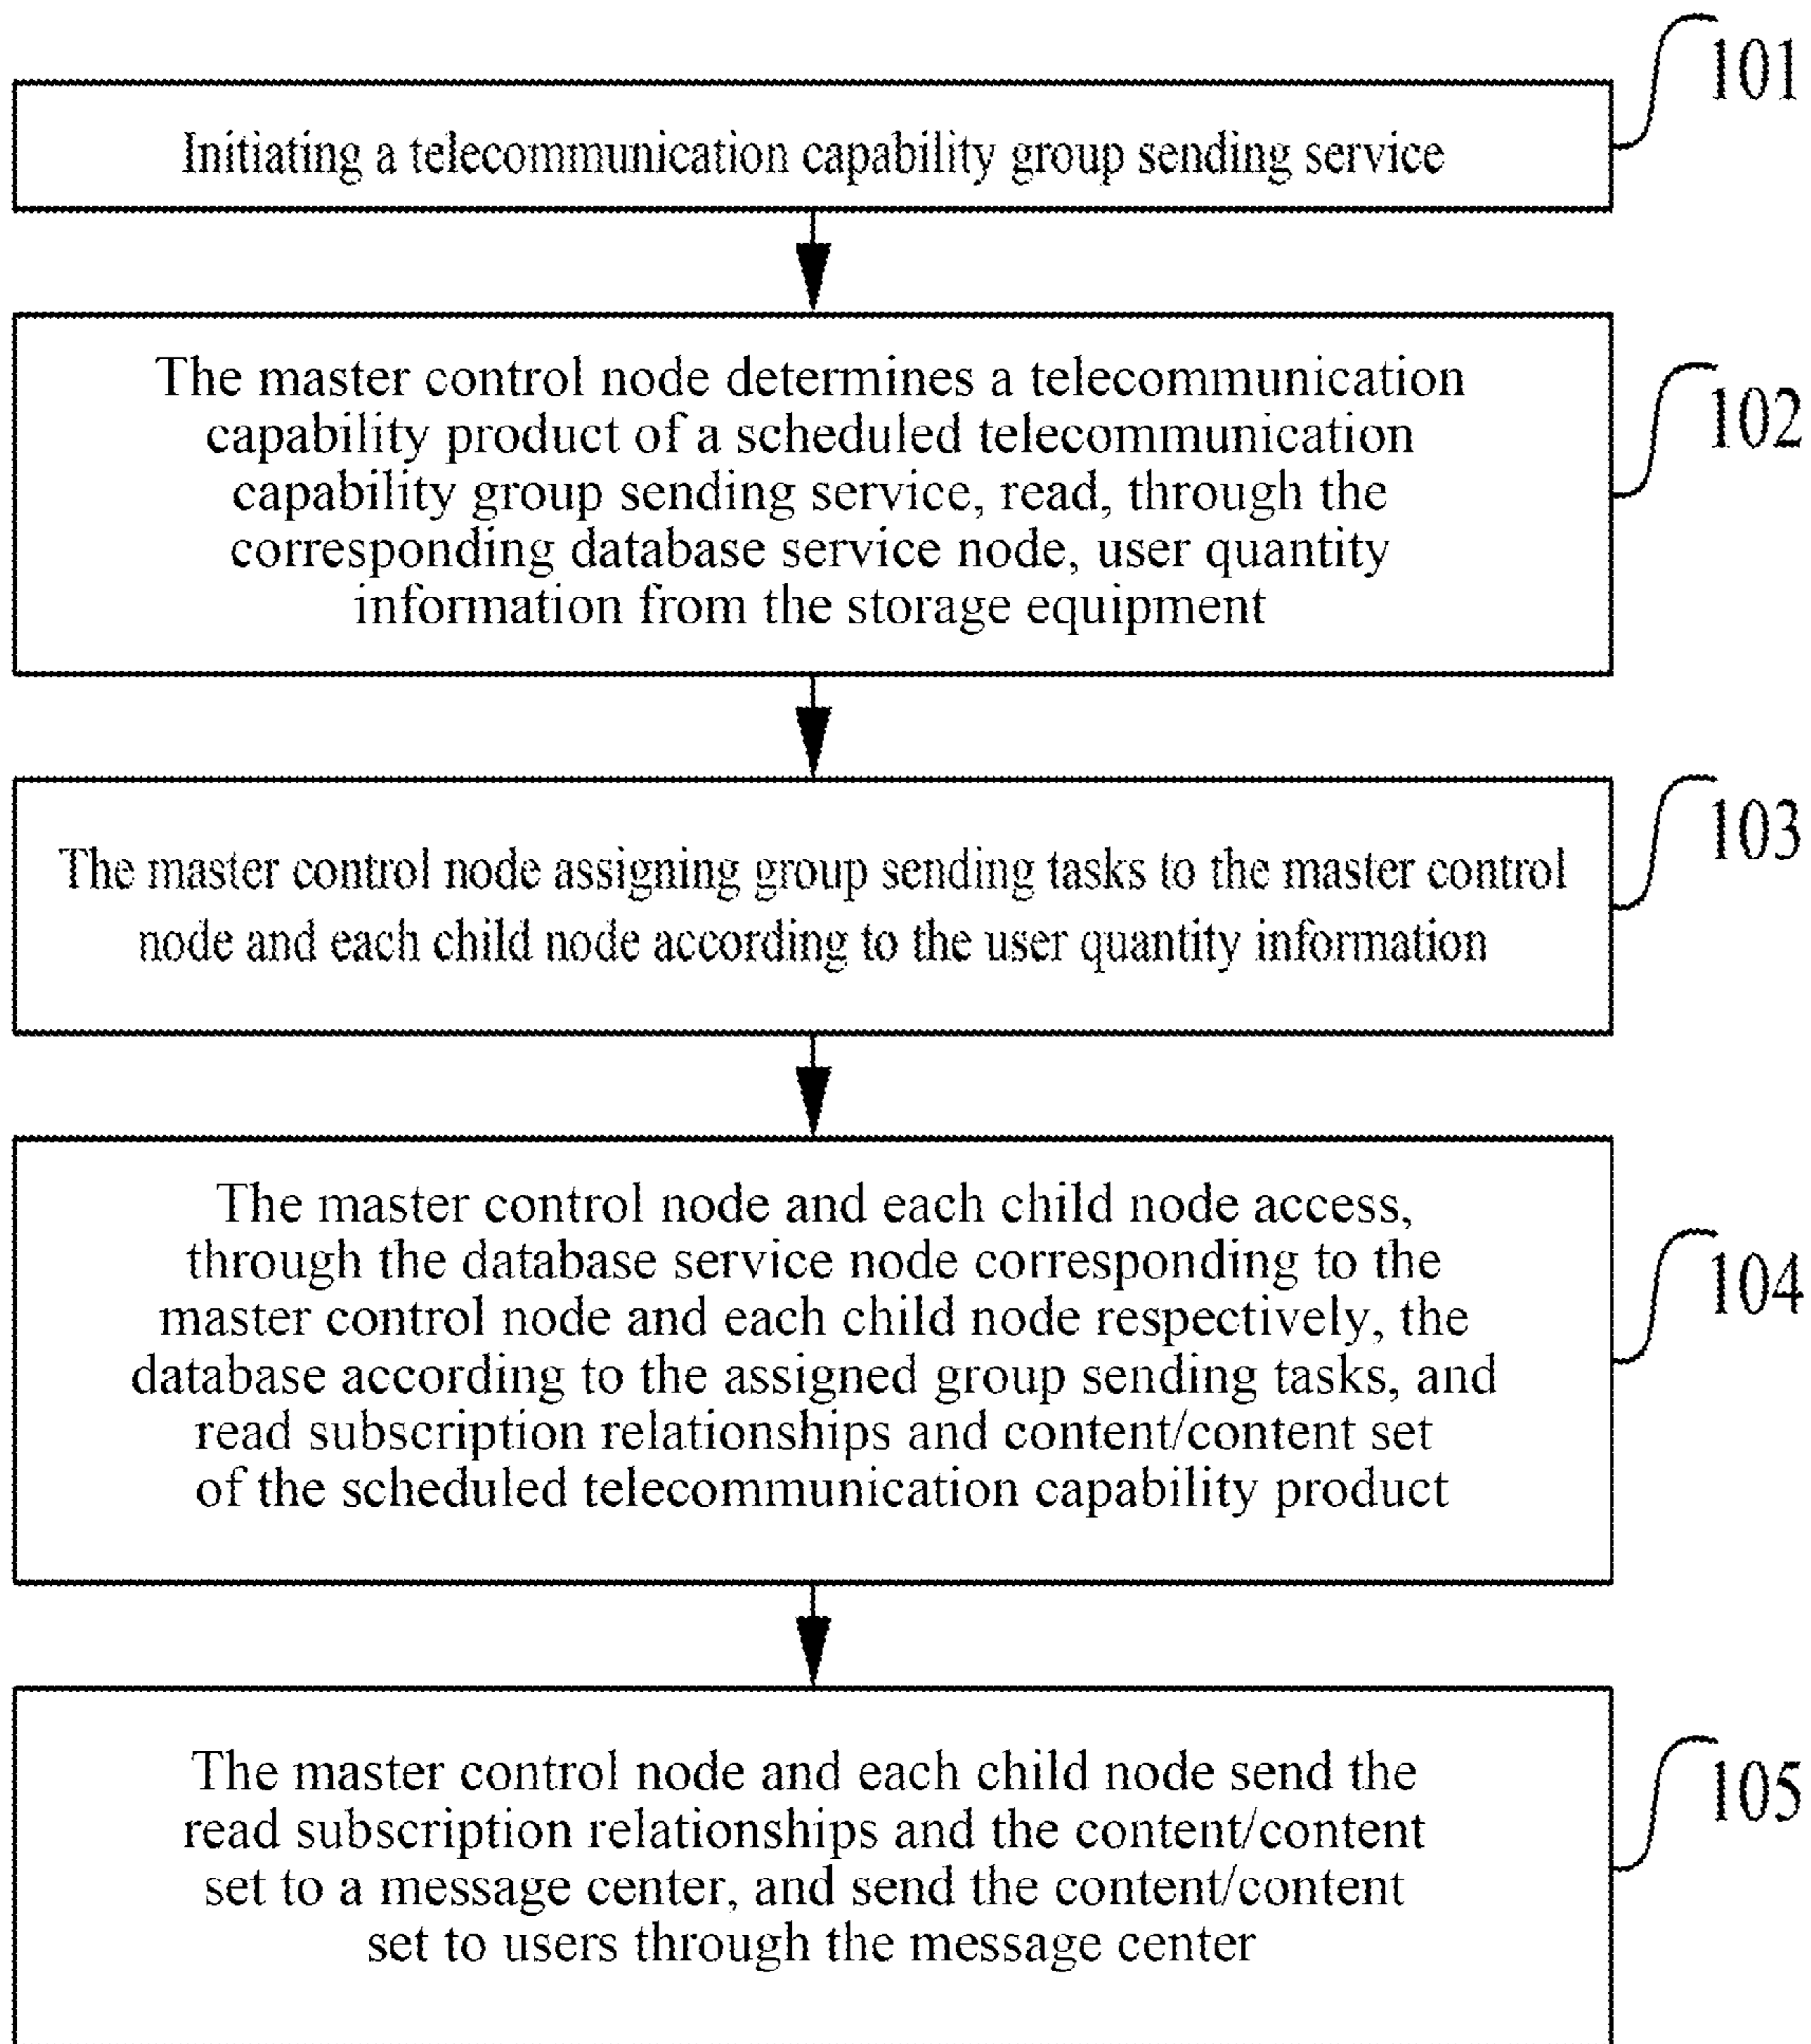 101
Initiating a telecommunication capability group sending service
The master control node determines a telecommunication
capability product of a scheduled telecommunication
capability group sending service, read, through the
corresponding database service node, user quantity
information from the storage equipment
102
The master control node assigning group sending tasks to the master control
node and each child node according to the user quantity information
103
The master control node and each child node access,
through the database service node corresponding to the
master control node and each child node respectively, the
database according to the assigned group sending tasks, and
read subscription relationships and content/content set
of the scheduled telecommunication capability product
104
The master control node and each child node send the
read subscription relationships and the content/content
set to a message center, and send the content/content
set to users through the message center
105